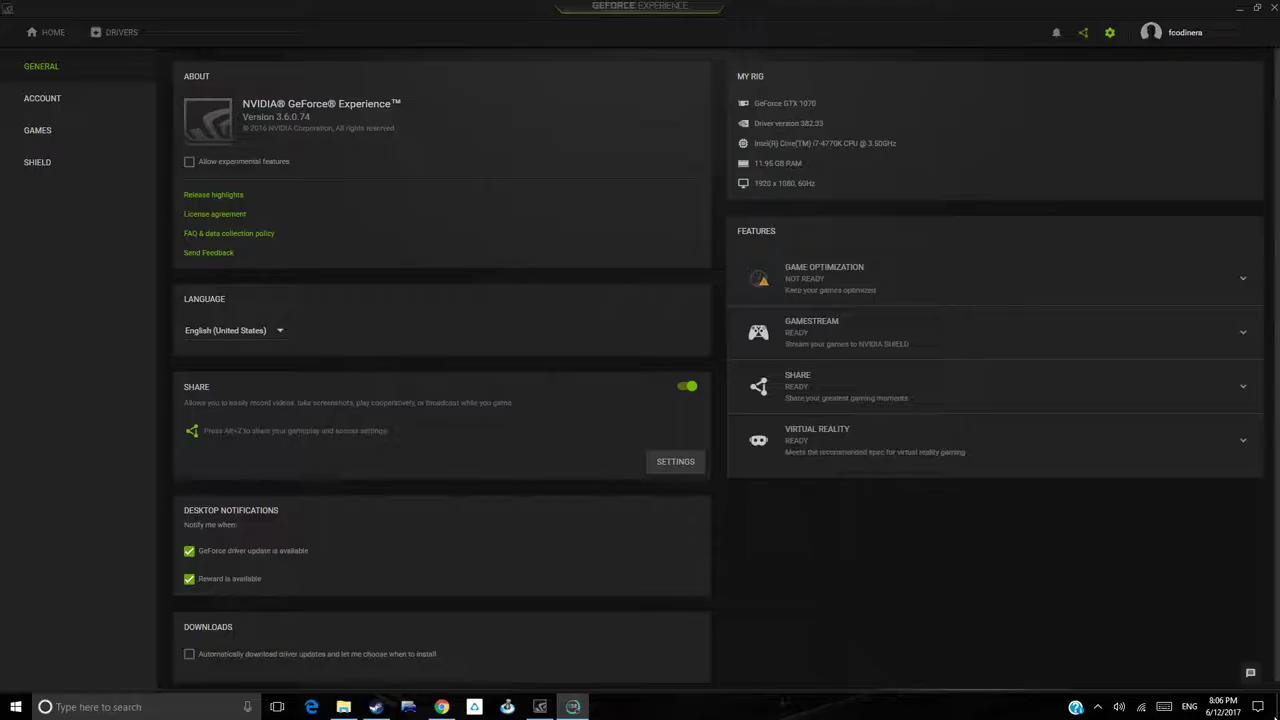 GEFORCE EXPERIENCE
HOME
DRIVERS
fcodinera
GENERAL
ACCOUNT
GAMES
SHIELD
ABOUT
NVIDIA® GeForce® Experience™
Version 3.6.0.74
© 2016 NVIDIA Corporation, All rights reserved
Allow experimental features
Release highlights
License agreement
FAQ & data collection policy
Send Feedback
LANGUAGE
English (United States)
SHARE
Allows you to easily record videos, take screenshots, play cooperatively, or broadcast while you game
Press Alt+Z to share your gameplay and access settings
SETTINGS
DESKTOP NOTIFICATIONS
Notify me when:
GeForce driver update is available
Reward is available
DOWNLOADS
Automatically download driver updates and let me choose when to install
MY RIG
GeForce GTX 1070
Driver version 382.33
Intel(R) Core(TM) i7-4770K CPU @ 3.50GHz
11.95 GB RAM
1920 x 1080, 60Hz
FEATURES
GAME OPTIMIZATION
NOT READY
Keep your games optimized
GAMESTREAM
READY
Stream your games to NVIDIA SHIELD
SHARE
READY
Share your greatest gaming moments
VIRTUAL REALITY
READY
Meets the recommended spec for virtual reality gaming
Type here to search
ENG
8:06 PM
6/12/2017